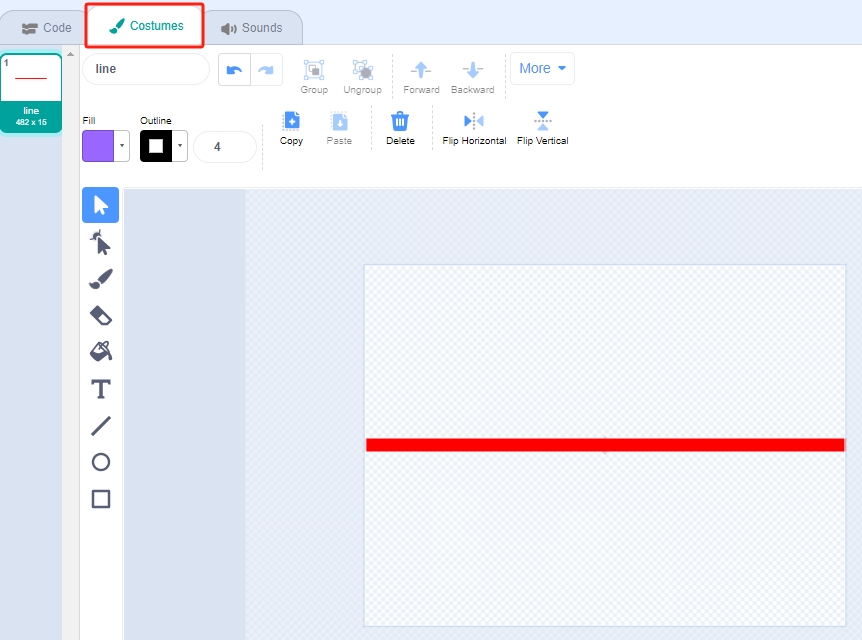 Code
Costumes
Sounds
1
line
482 x 15
line
Group
Ungroup
Forward
Backward
More
Fill
Outline
4
Copy
Paste
Delete
Flip Horizontal
Flip Vertical
T